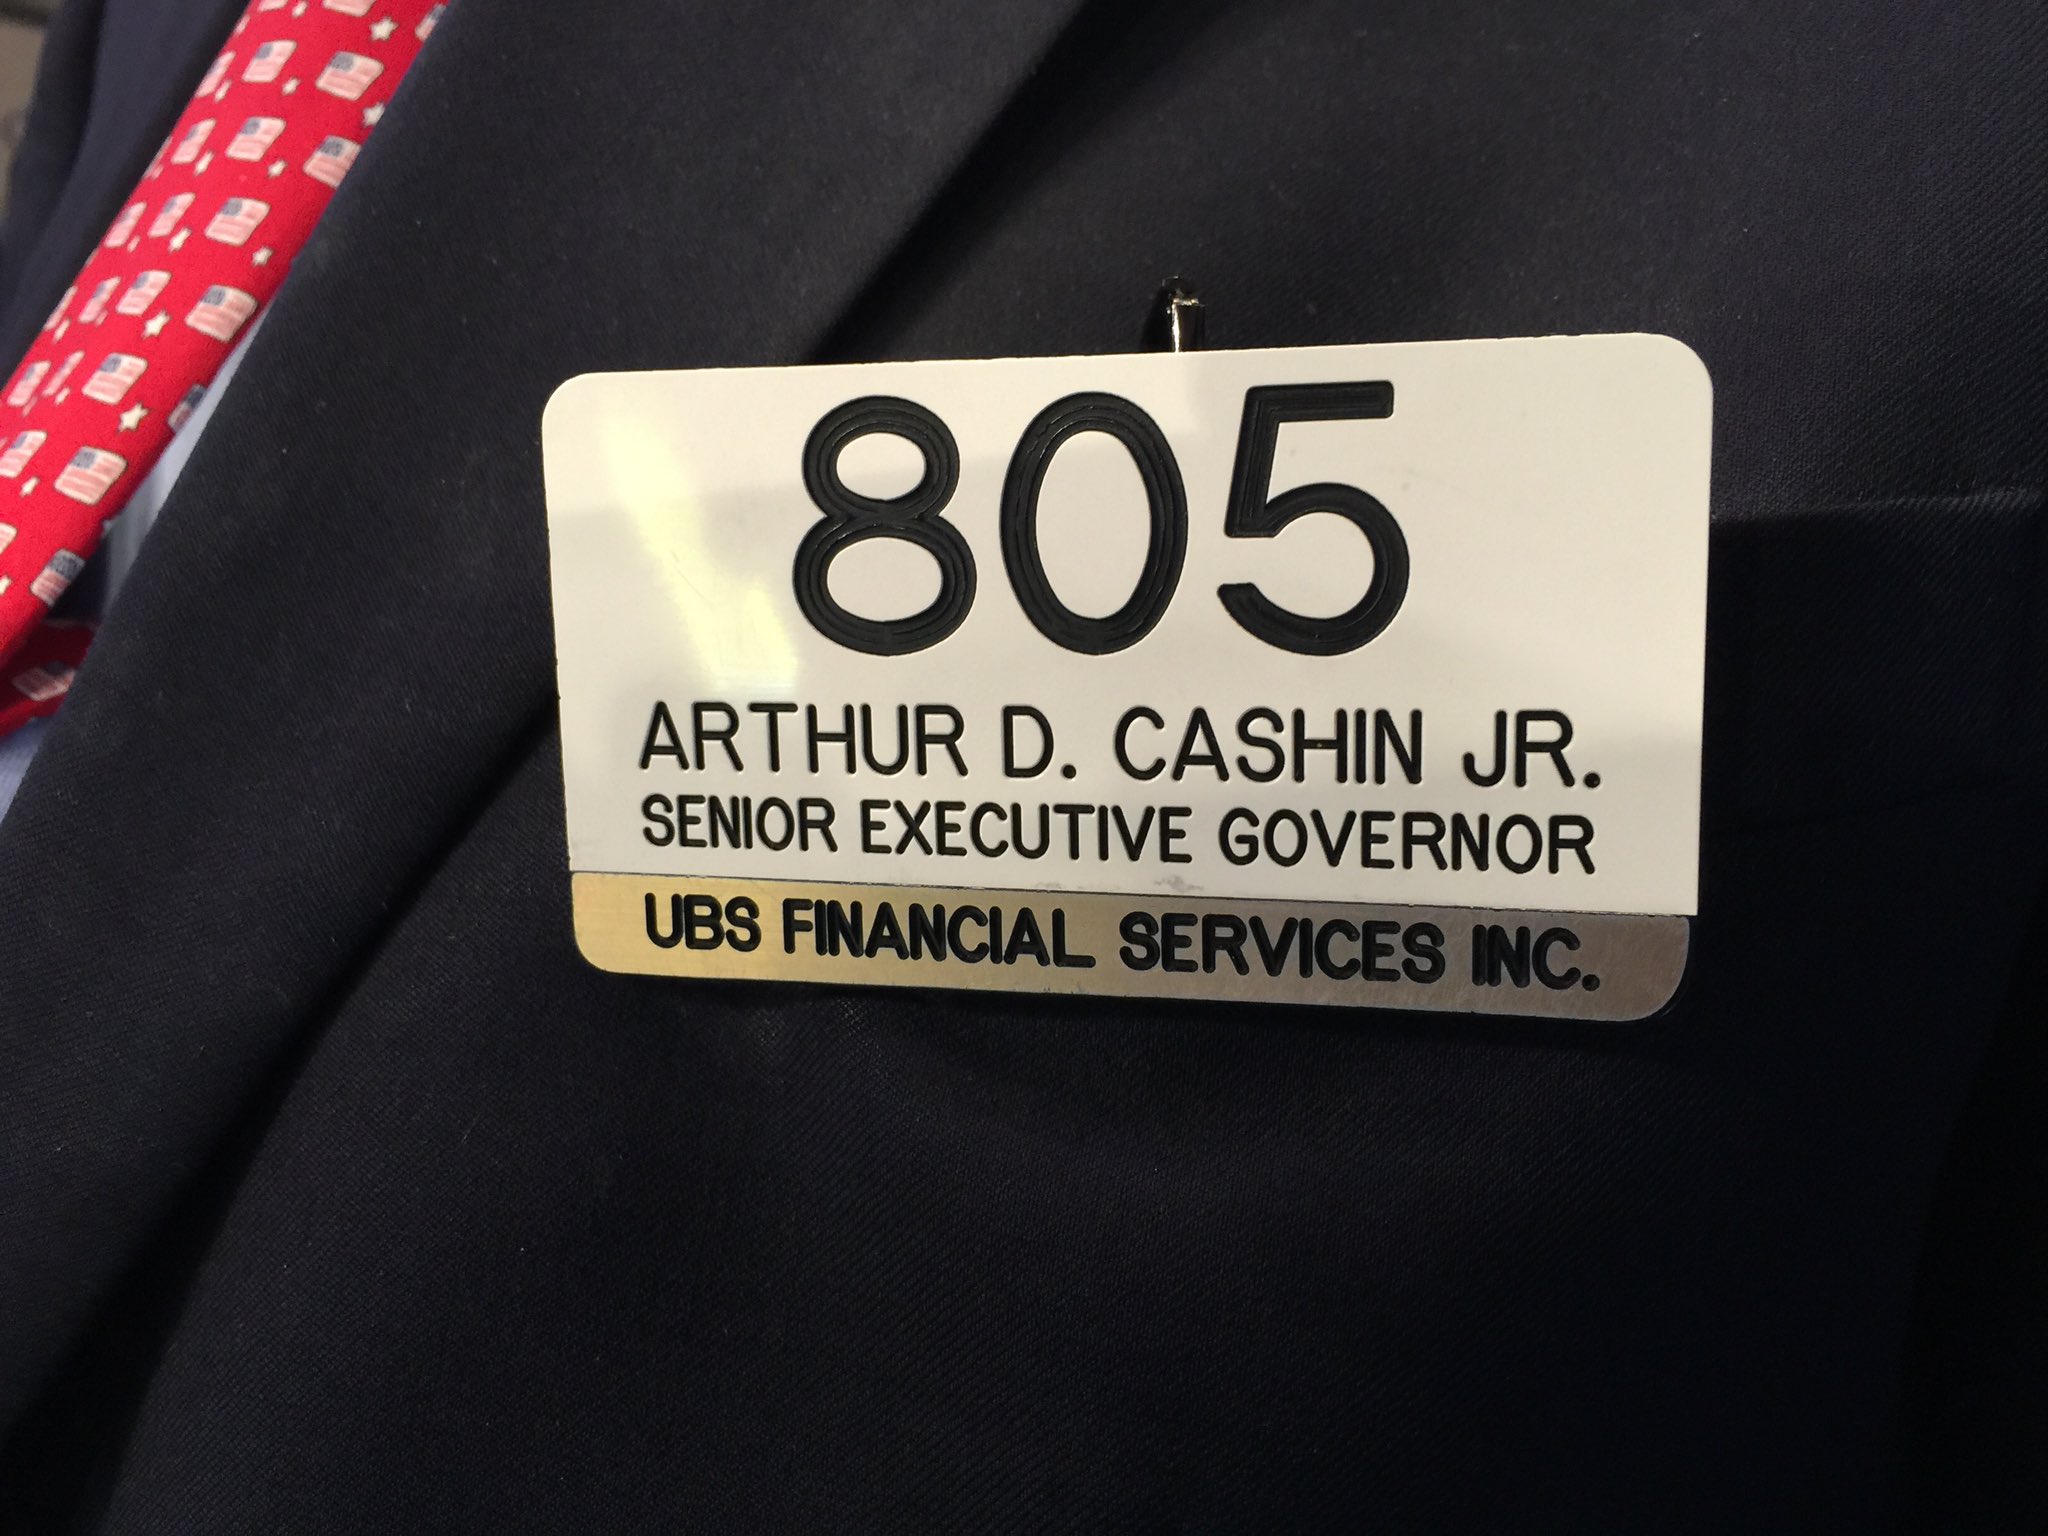 805
ARTHUR D. CASHIN JR.
SENIOR EXECUTIVE GOVERNOR
UBS FINANCIAL SERVICES INC.